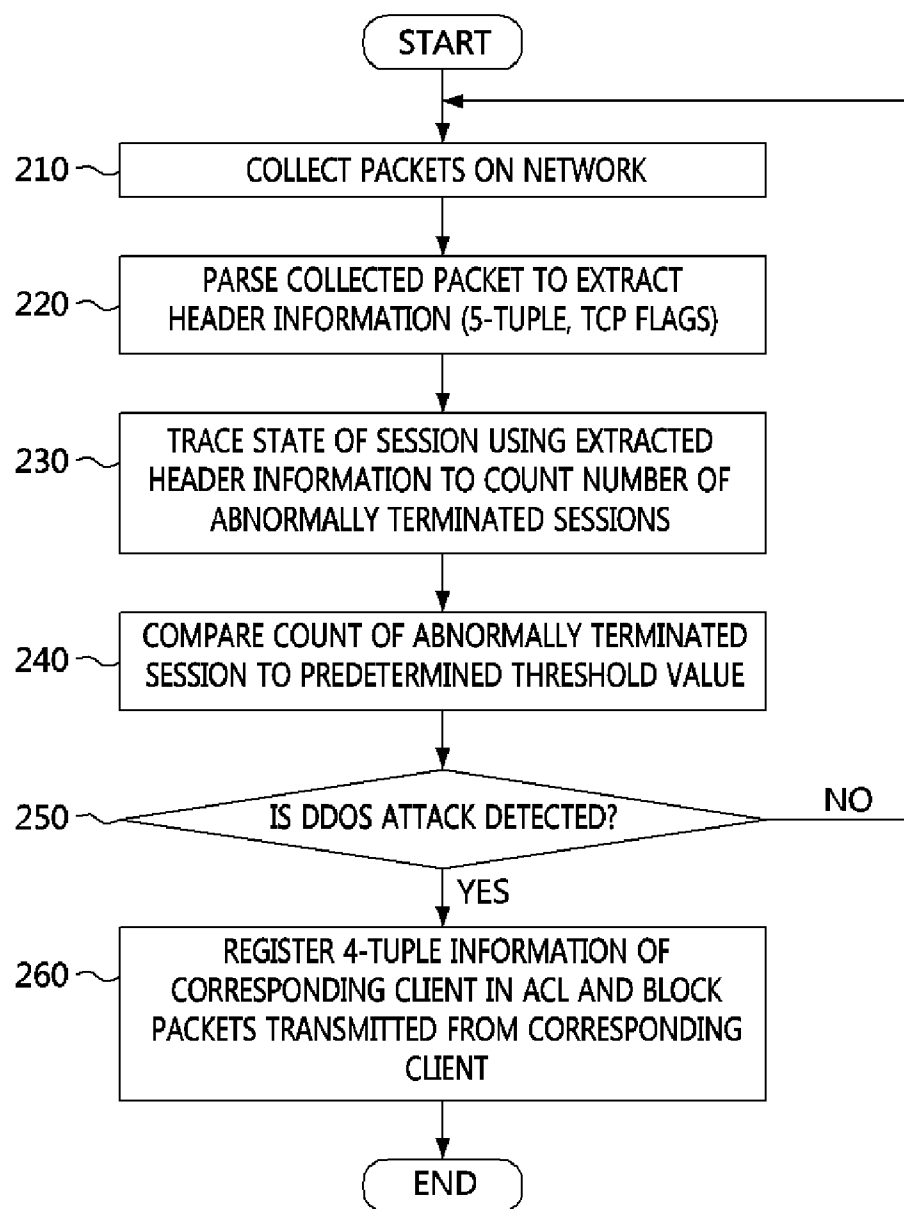 START
210
COLLECT PACKETS ON NETWORK
220
PARSE COLLECTED PACKET TO EXTRACT
HEADER INFORMATION (5-TUPLE, TCP FLAGS)
230
TRACE STATE OF SESSION USING EXTRACTED
HEADER INFORMATION TO COUNT NUMBER OF
ABNORMALLY TERMINATED SESSIONS
240
COMPARE COUNT OF ABNORMALLY TERMINATED
SESSION TO PREDETERMINED THRESHOLD VALUE
250
IS DDOS ATTACK DETECTED?
NO
YES
260
REGISTER 4-TUPLE INFORMATION OF
CORRESPONDING CLIENT IN ACL AND BLOCK
PACKETS TRANSMITTED FROM CORRESPONDING
CLIENT
END